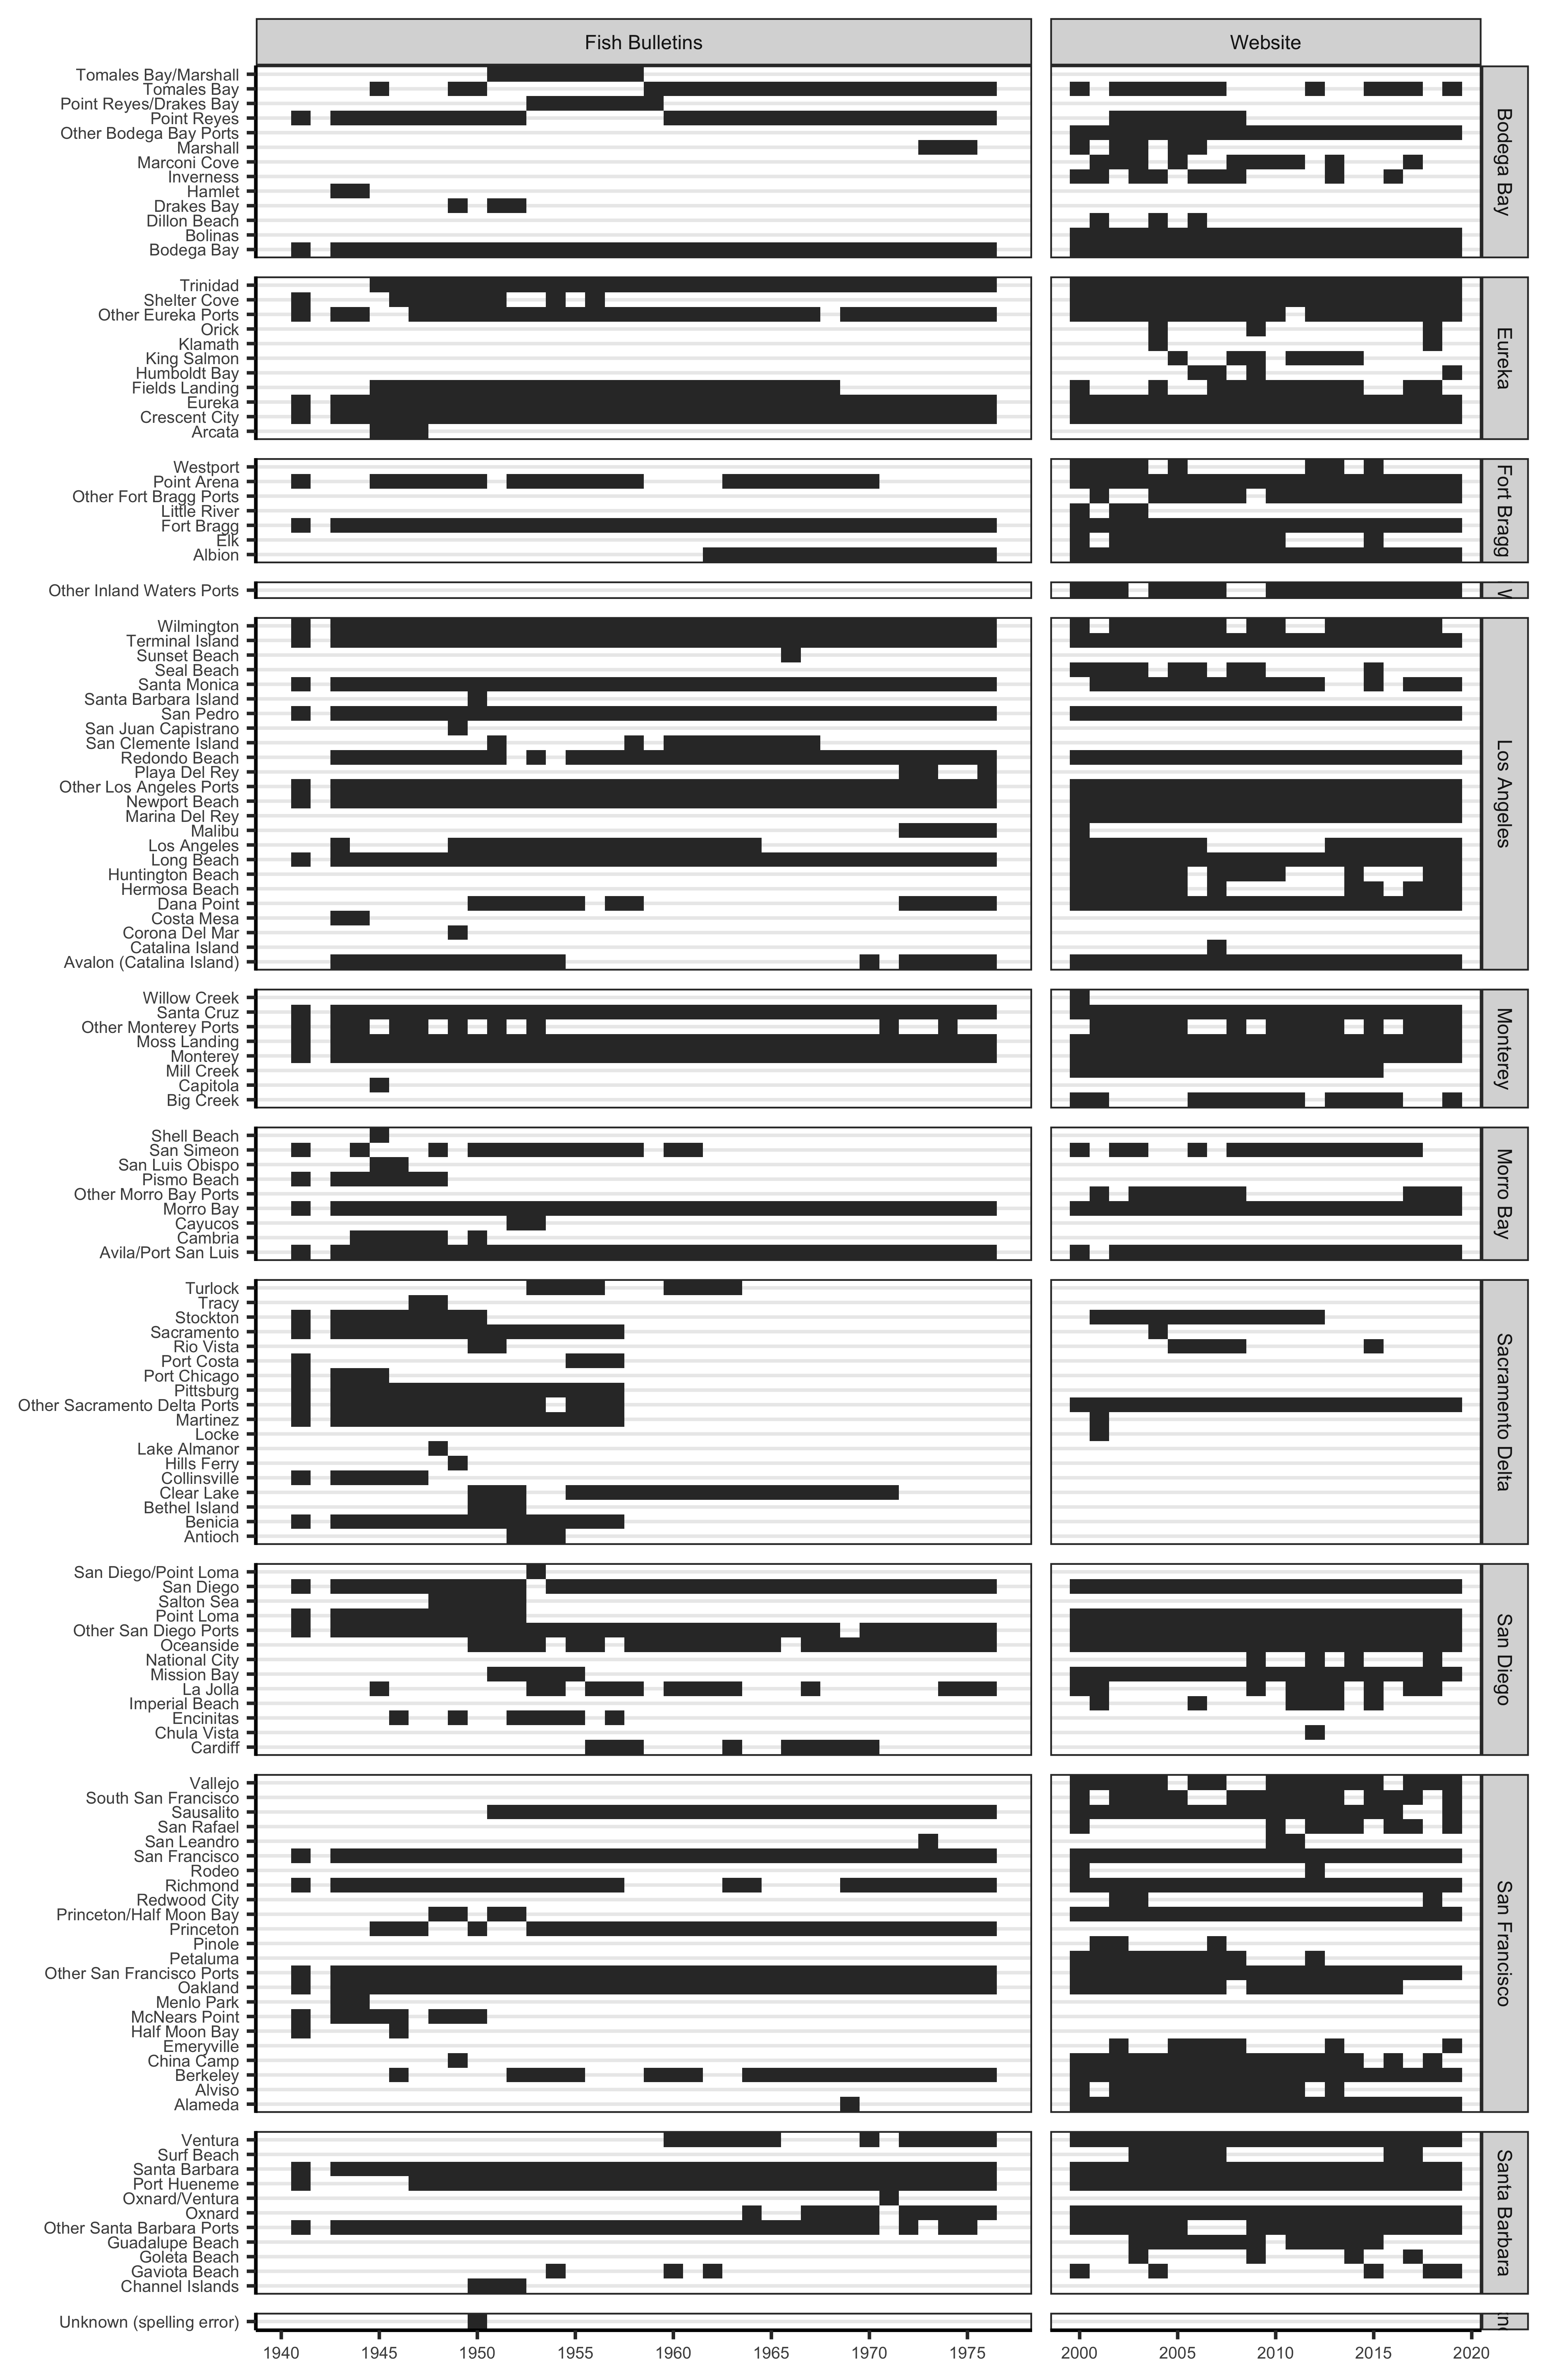 Fish Bulletins
Website
Tomales Bay/Marshall
Tomales Bay
Point Reyes/Drakes Bay
Point Reyes
Other Bodega Bay Ports
Marshall
Marconi Cove
Inverness
Hamlet
Drakes Bay
Dillon Beach
Bolinas
Bodega Bay
Bodega Bay
Trinidad
Shelter Cove
Other Eureka Ports
Orick
Klamath
King Salmon
Humboldt Bay
Fields Landing
Eureka
Crescent City
Arcata
Eureka
Westport
Point Arena
Other Fort Bragg Ports
Little River
Fort Bragg
Elk
Albion
Fort Bragg
Other Inland Waters Ports
Wilmington
Terminal Island
Sunset Beach
Seal Beach
Santa Monica
Santa Barbara Island
San Pedro
San Juan Capistrano
San Clemente Island
Redondo Beach
Playa Del Rey
Other Los Angeles Ports
Newport Beach
Marina Del Rey
Malibu
Los Angeles
Long Beach
Huntington Beach
Hermosa Beach
Dana Point
Costa Mesa
Corona Del Mar
Catalina Island
Avalon (Catalina Island)
Los Angeles
Willow Creek
Santa Cruz
Other Monterey Ports
Moss Landing
Monterey
Mill Creek
Capitola
Big Creek
Monterey
Shell Beach
San Simeon
San Luis Obispo
Pismo Beach
Other Morro Bay Ports
Morro Bay
Cayucos
Cambria
Avila/Port San Luis
Morro Bay
Turlock
Tracy
Stockton
Sacramento
Rio Vista
Port Costa
Port Chicago
Pittsburg
Other Sacramento Delta Ports
Martinez
Locke
Lake Almanor
Hills Ferry
Collinsville
Clear Lake
Bethel Island
Benicia
Antioch
Sacramento Delta
San Diego/Point Loma
San Diego
Salton Sea
Point Loma
Other San Diego Ports
Oceanside
National City
Mission Bay
La Jolla
Imperial Beach
Encinitas
Chula Vista
Cardiff
San Diego
Vallejo
South San Francisco
Sausalito
San Rafael
San Leandro
San Francisco
Rodeo
Richmond
Redwood City
Princeton/Half Moon Bay
Princeton
Pinole
Petaluma
Other San Francisco Ports
Oakland
Menlo Park
McNears Point
Half Moon Bay
Emeryville
China Camp
Berkeley
Alviso
Alameda
San Francisco
Ventura
Surf Beach
Santa Barbara
Port Hueneme
Oxnard/Ventura
Oxnard
Other Santa Barbara Ports
Guadalupe Beach
Goleta Beach
Gaviota Beach
Channel Islands
Santa Barbara
Unknown (spelling error)
1940 1945 1950 1955 1960 1965 1970 1975 2000 2005 2010 2015 2020